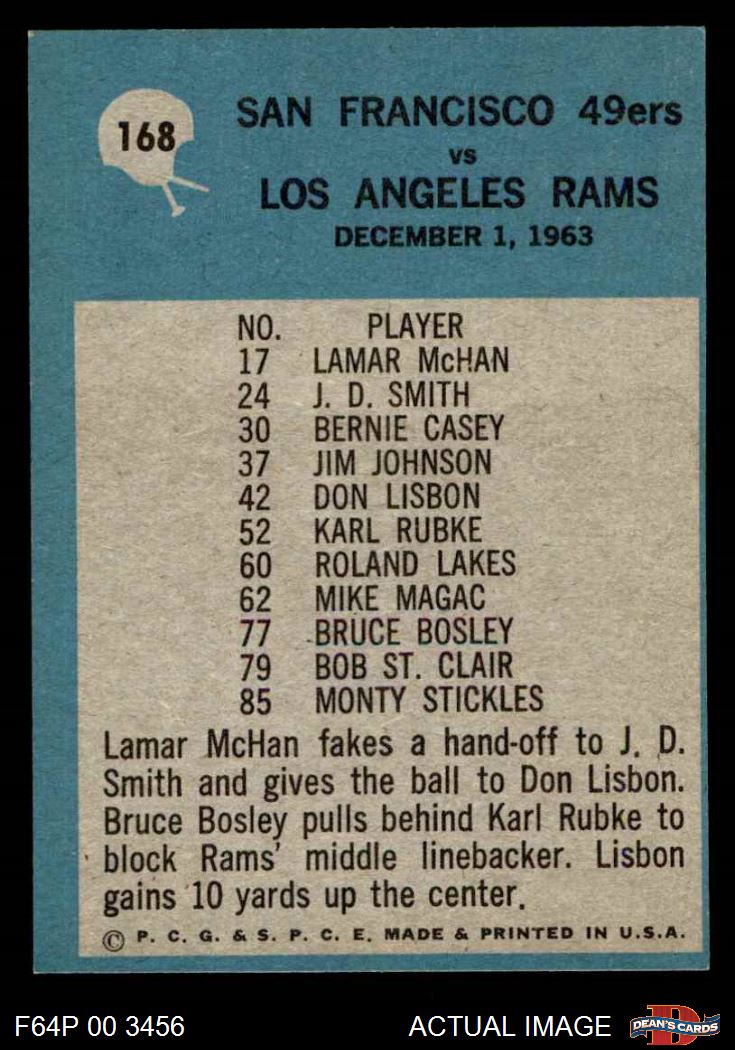 168
SAN FRANCISCO 49ers
vs
LOS ANGELES RAMS
DECEMBER 1, 1963
NO. PLAYER
17 LAMAR McHAN
24 J. D. SMITH
30 BERNIE CASEY
37 JIM JOHNSON
42 DON LISBON
52 KARL RUBKE
60 ROLAND LAKES
62 MIKE MAGAC
77 BRUCE BOSLEY
79 BOB ST. CLAIR
85 MONTY STICKLES
Lamar McHan fakes a hand-off to J. D.
Smith and gives the ball to Don Lisbon.
Bruce Bosley pulls behind Karl Rubke to
block Rams' middle linebacker. Lisbon
gains 10 yards up the center.
© P. C. G. & S. P. C. E. MADE & PRINTED IN U.S.A.
F64P 00 3456 ACTUAL IMAGE D DEAN'S CARDS